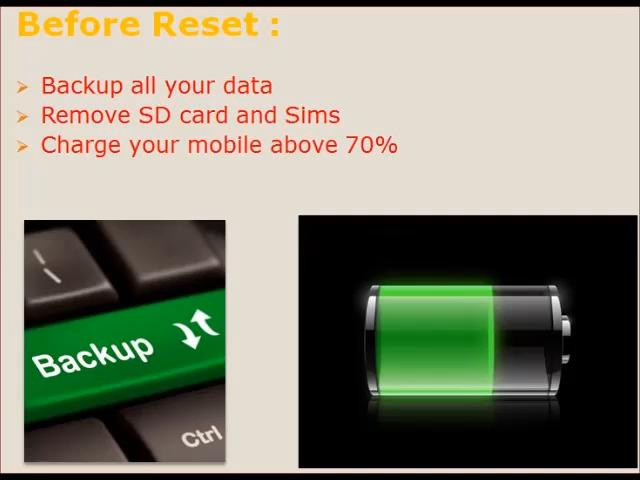 Before Reset :
Backup all your data
Remove SD card and Sims
Charge your mobile above 70%
Backup
Ctrl